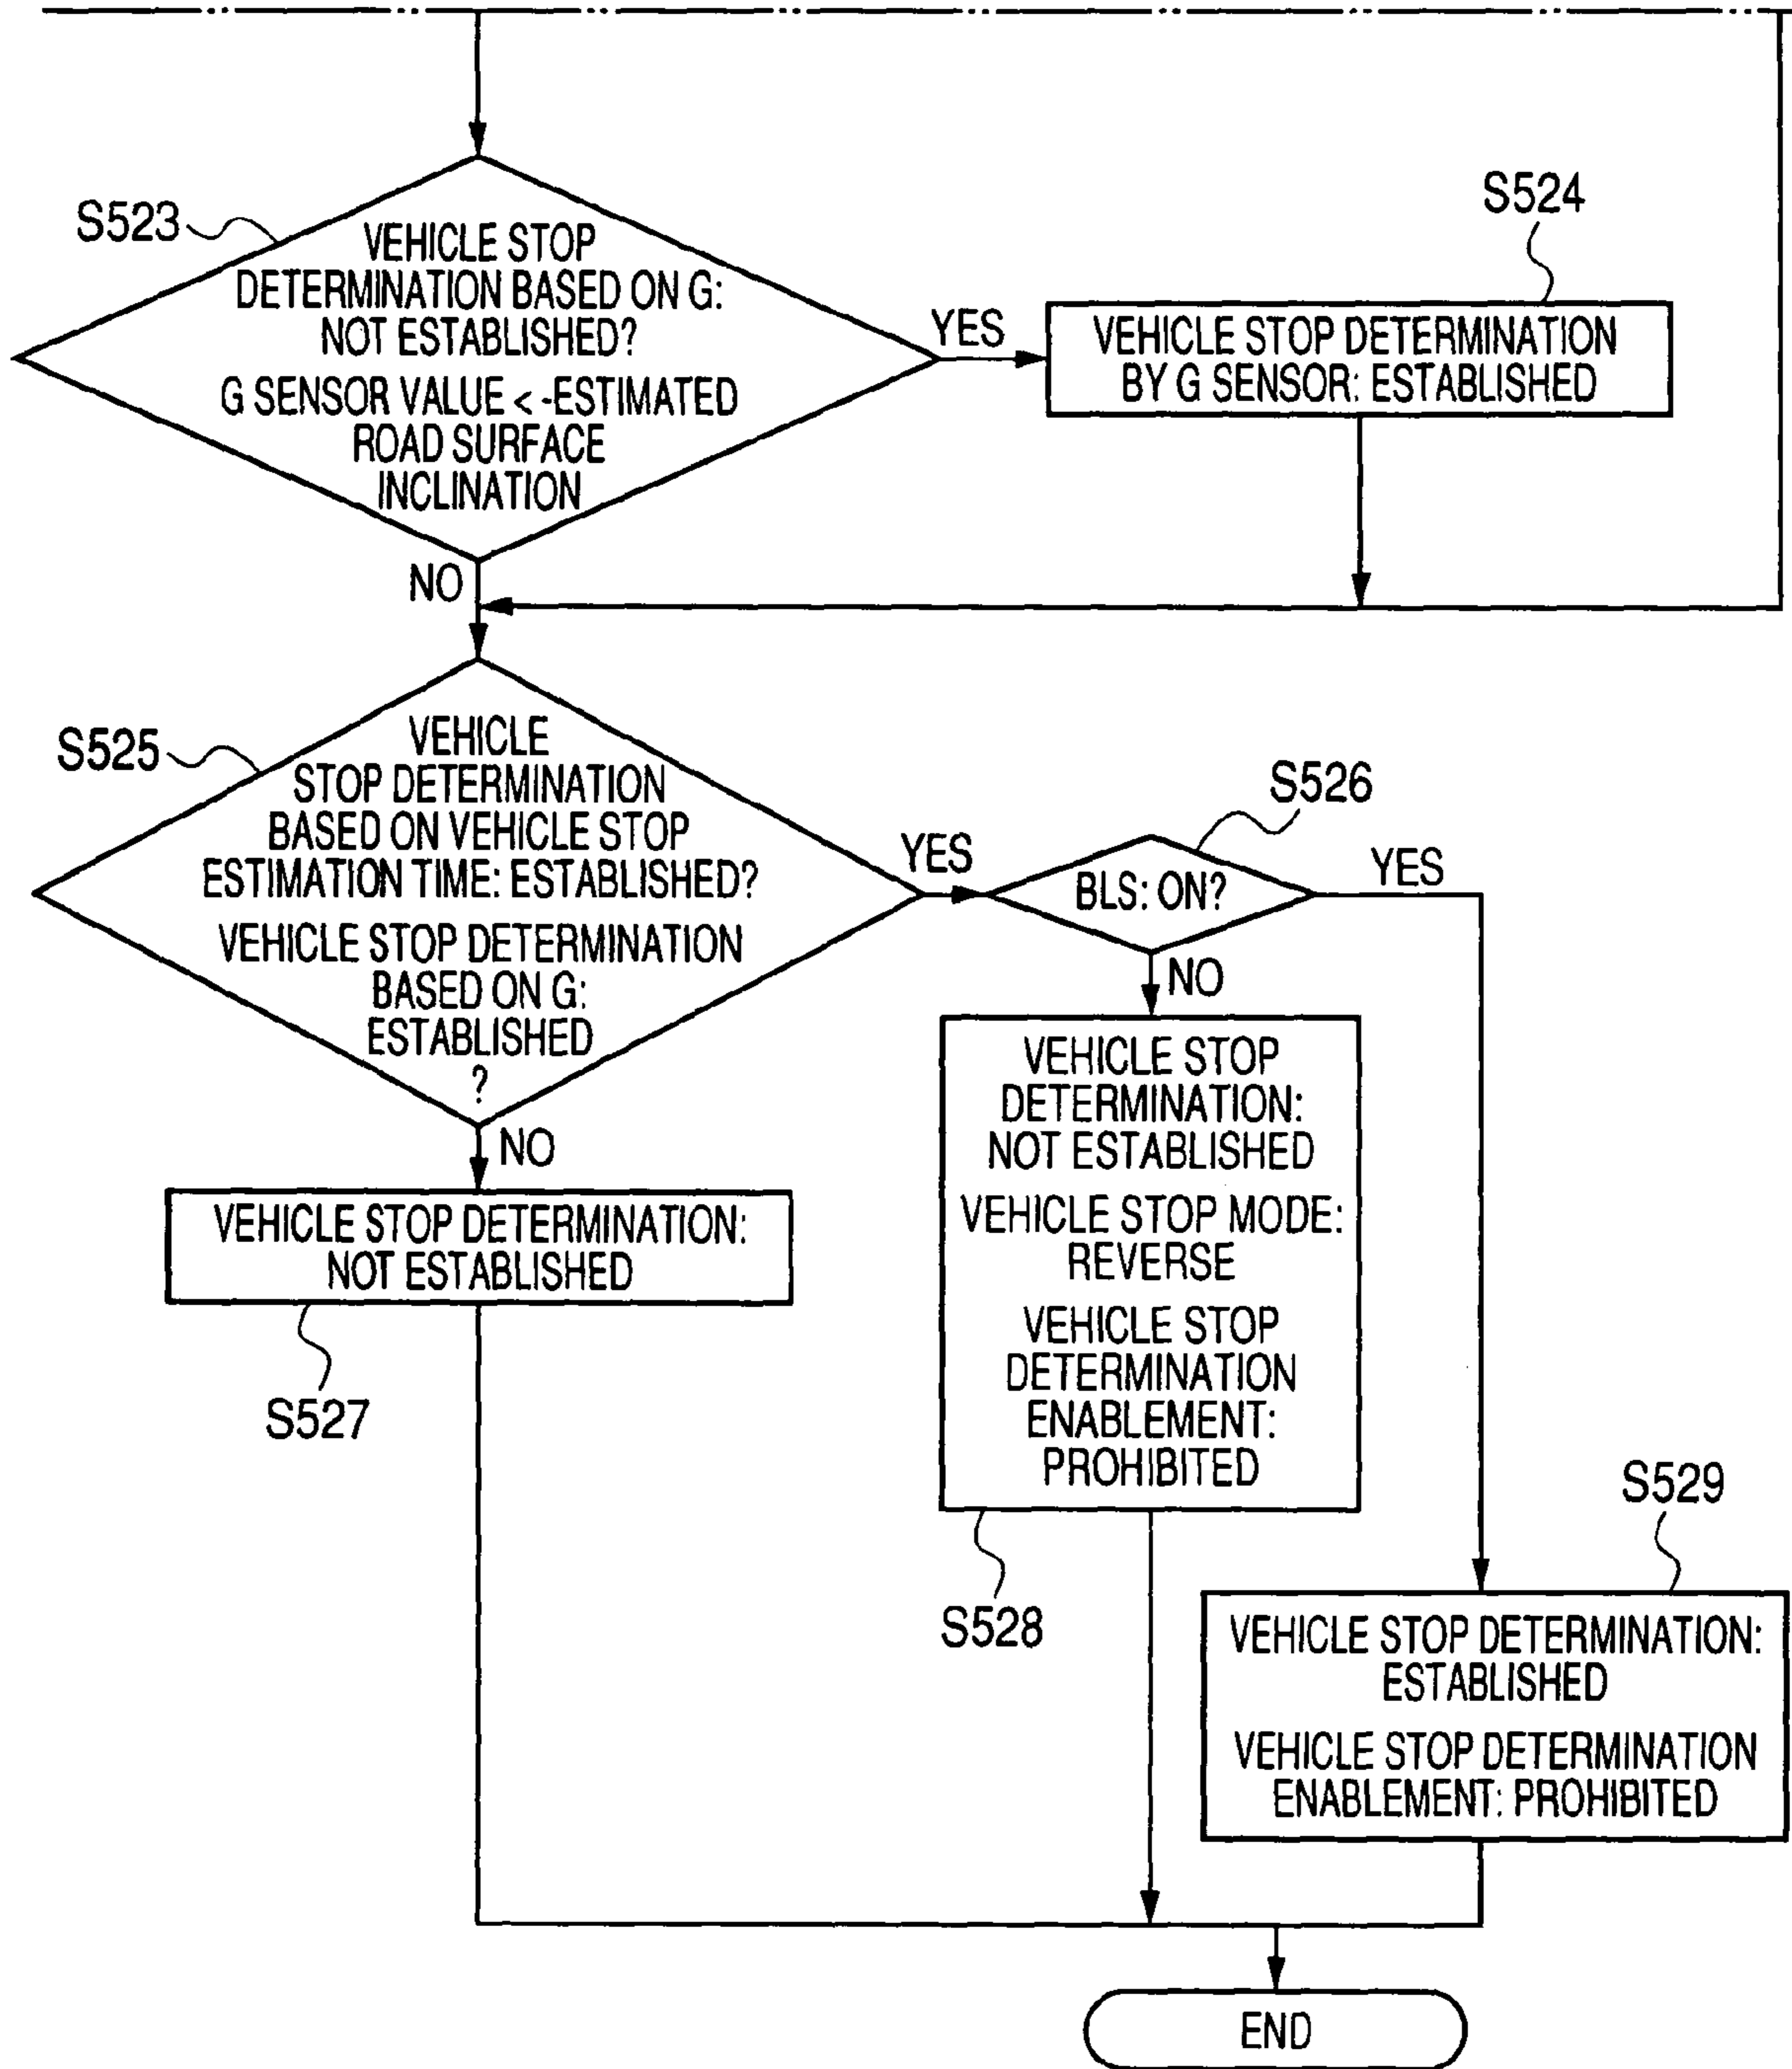 S523
VEHICLE STOP
DETERMINATION BASED ON G:
NOT ESTABLISHED?
G SENSOR VALUE < -ESTIMATED
ROAD SURFACE
INCLINATION
YES
S524
VEHICLE STOP DETERMINATION
BY G SENSOR: ESTABLISHED
NO
S525
VEHICLE
STOP DETERMINATION
BASED ON VEHICLE STOP
ESTIMATION TIME: ESTABLISHED?
VEHICLE STOP DETERMINATION
BASED ON G:
ESTABLISHED
?
YES
S526
BLS: ON?
YES
NO
NO
VEHICLE STOP DETERMINATION:
NOT ESTABLISHED
S527
VEHICLE STOP
DETERMINATION:
NOT ESTABLISHED
VEHICLE STOP MODE:
REVERSE
VEHICLE STOP
DETERMINATION
ENABLEMENT:
PROHIBITED
S528
S529
VEHICLE STOP DETERMINATION:
ESTABLISHED
VEHICLE STOP DETERMINATION
ENABLEMENT: PROHIBITED
END